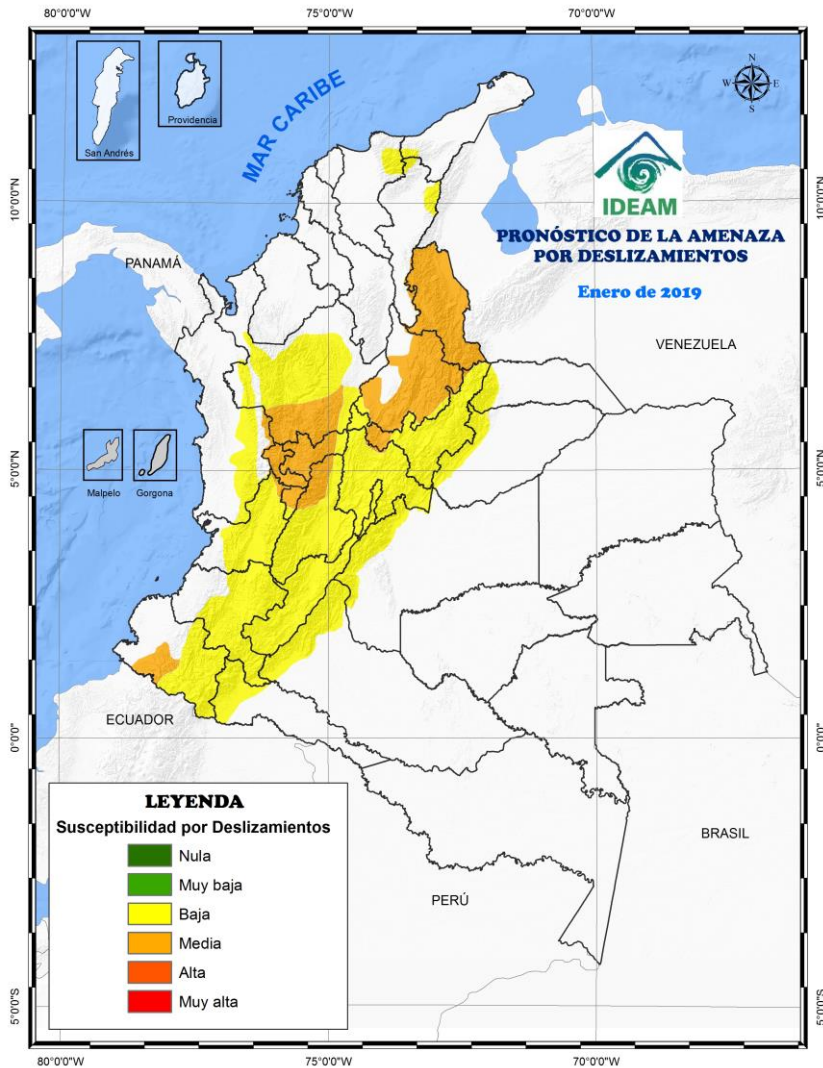 80°0'0"W 75°0'0"W 70°0'0"W
San Andrés
Providencia
MAR CARIBE
N
W E
S
IDEAM
PRONÓSTICO DE LA AMENAZA
POR DESLIZAMIENTOS
Enero de 2019
10°0'0"N 10°0'0"N
PANAMÁ
VENEZUELA
Malpelo Gorgona
5°0'0"N 5°0'0"N
ECUADOR
0°0'0" 0°0'0"
LEYENDA
Susceptibilidad por Deslizamientos
Nula
Muy baja
Baja
Media
Alta
Muy alta
BRASIL
PERÚ
5°0'0"S 5°0'0"S
80°0'0"W 75°0'0"W 70°0'0"W